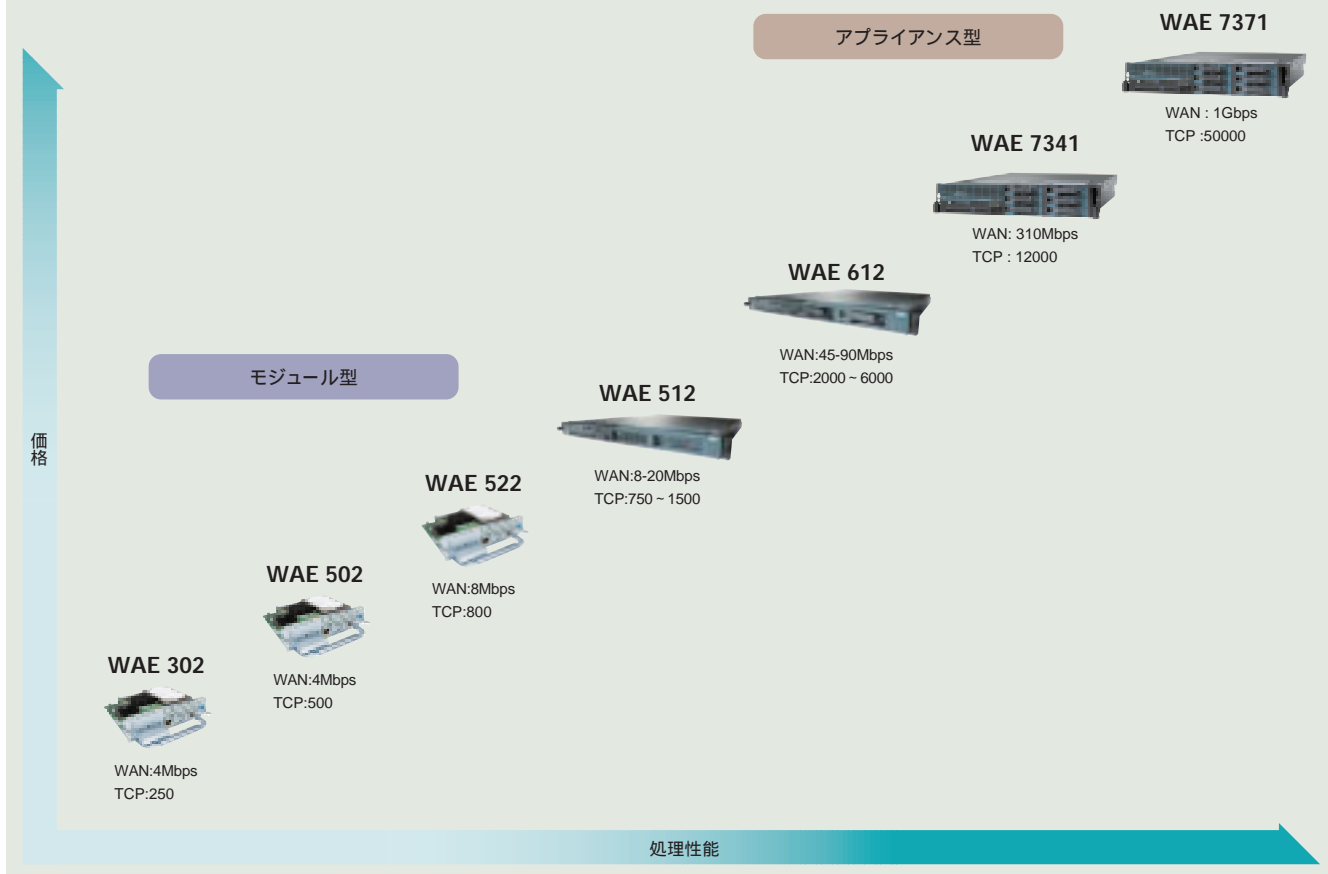 WAE 7371
アプライアンス型
WAN : 1Gbps
TCP :50000
WAE 7341
WAN: 310Mbps
TCP : 12000
WAE 612
WAN:45-90Mbps
TCP:2000 ~ 6000
モジュール型
WAE 512
WAN:8-20Mbps
TCP:750 ~ 1500
価格
WAE 522
WAN:8Mbps
TCP:800
WAE 502
WAN:4Mbps
TCP:500
WAE 302
WAN:4Mbps
TCP:250
処理性能